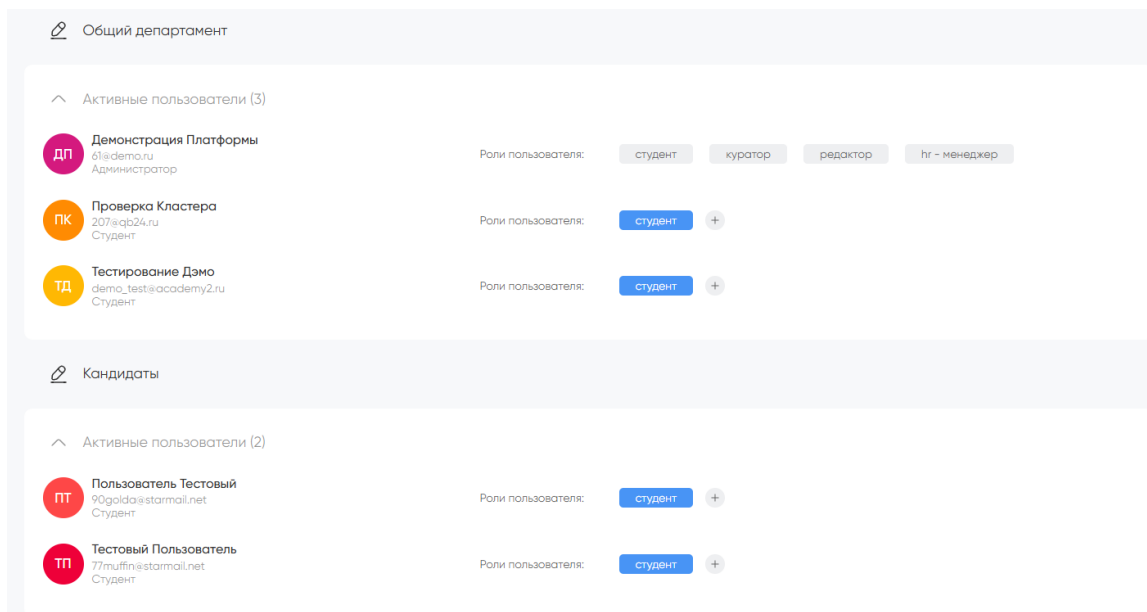 Общий департамент
Активные пользователи (3)
ДП
Демонстрация Платформы
61@demo.ru
Администратор
Роли пользователя: студент куратор редактор hr - менеджер
ПК
Проверка Кластера
207@qb24.ru
Студент
Роли пользователя: студент +
ТД
Тестирование Дэмо
demo_test@academy2.ru
Студент
Роли пользователя: студент +
Кандидаты
Активные пользователи (2)
ПТ
Пользователь Тестовый
90golda@starmail.net
Студент
Роли пользователя: студент +
ТП
Тестовый Пользователь
77muffin@starmail.net
Студент
Роли пользователя: студент +